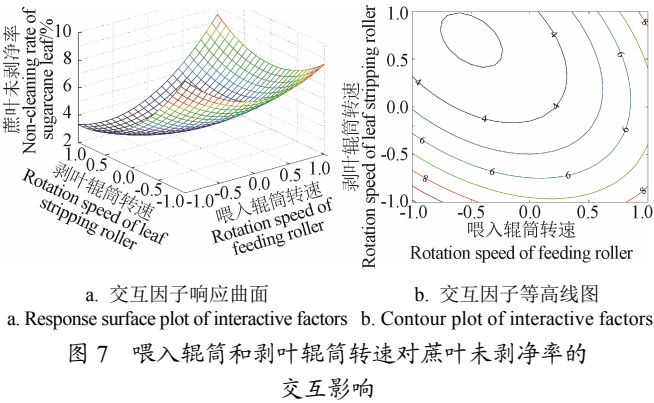 蔗叶未剥净率
Non-cleaning rate of
sugarcane leaf/%
10
8
6
4
2
1.0
0.5
0.0
-0.5
-1.0
剥叶辊筒转速
Rotation speed of leaf
stripping roller
-1.0
-0.5
0.0
0.5
1.0
喂入辊筒转速
Rotation speed of
feeding roller
剥叶辊筒转速
Rotation speed of leaf stripping roller
1.0
0.5
0.0
-0.5
-1.0
4
4
4
4
6
6
6
6
8
8
8
-1.0
-0.5
0.0
0.5
1.0
喂入辊筒转速
Rotation speed of feeding roller
a. 交互因子响应曲面
a. Response surface plot of interactive factors
b. 交互因子等高线图
b. Contour plot of interactive factors
图 7 喂入辊筒和剥叶辊筒转速对蔗叶未剥净率的
交互影响